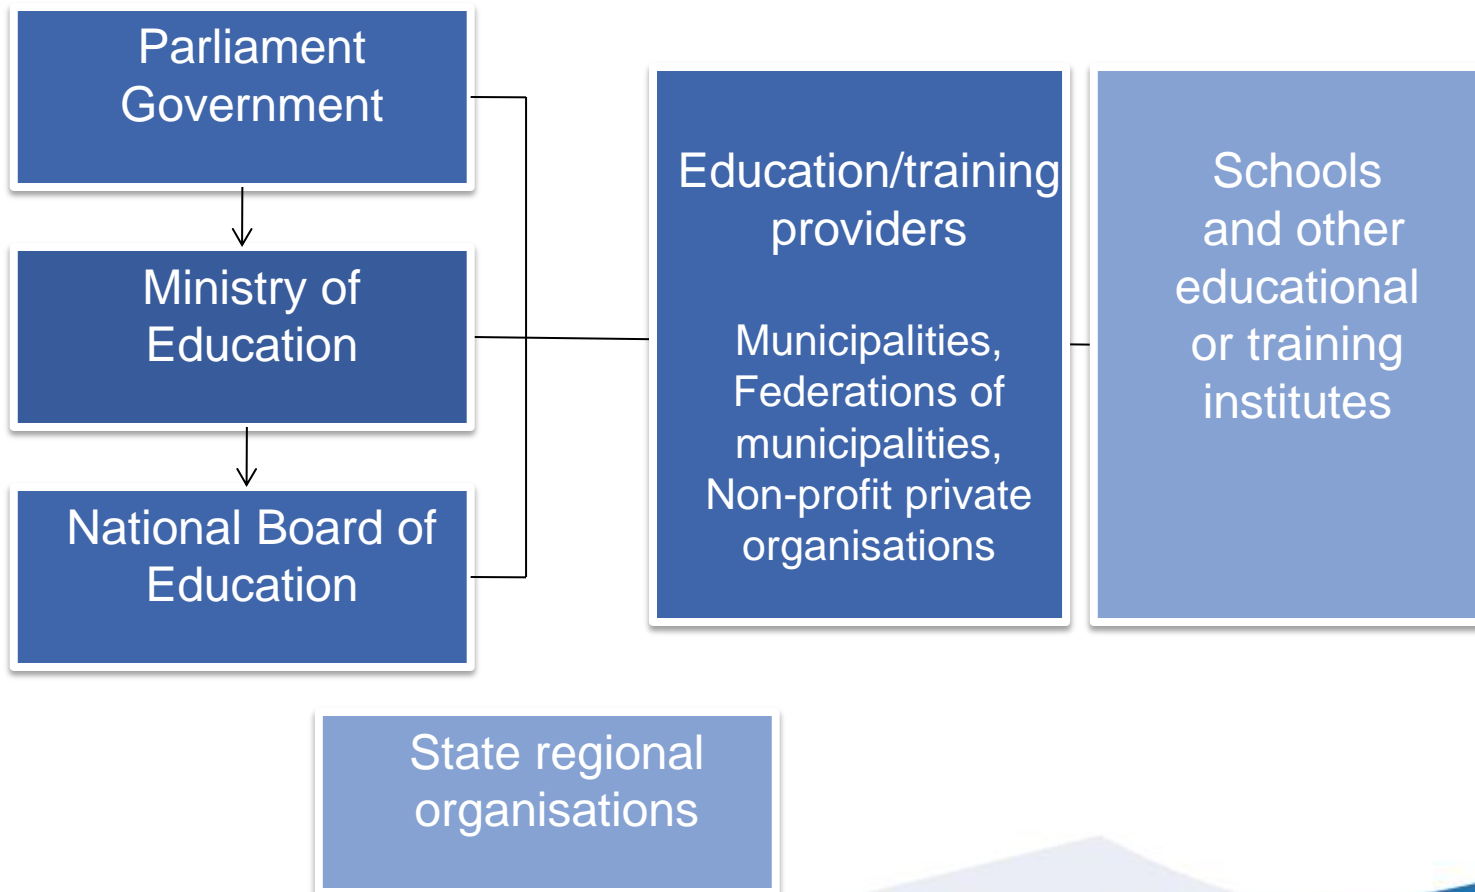 Parliament
Government
Ministry of
Education
National Board of
Education
Education/training
providers
Municipalities,
Federations of
municipalities,
Non-profit private
organisations
Schools
and other
educational
or training
institutes
State regional
organisations